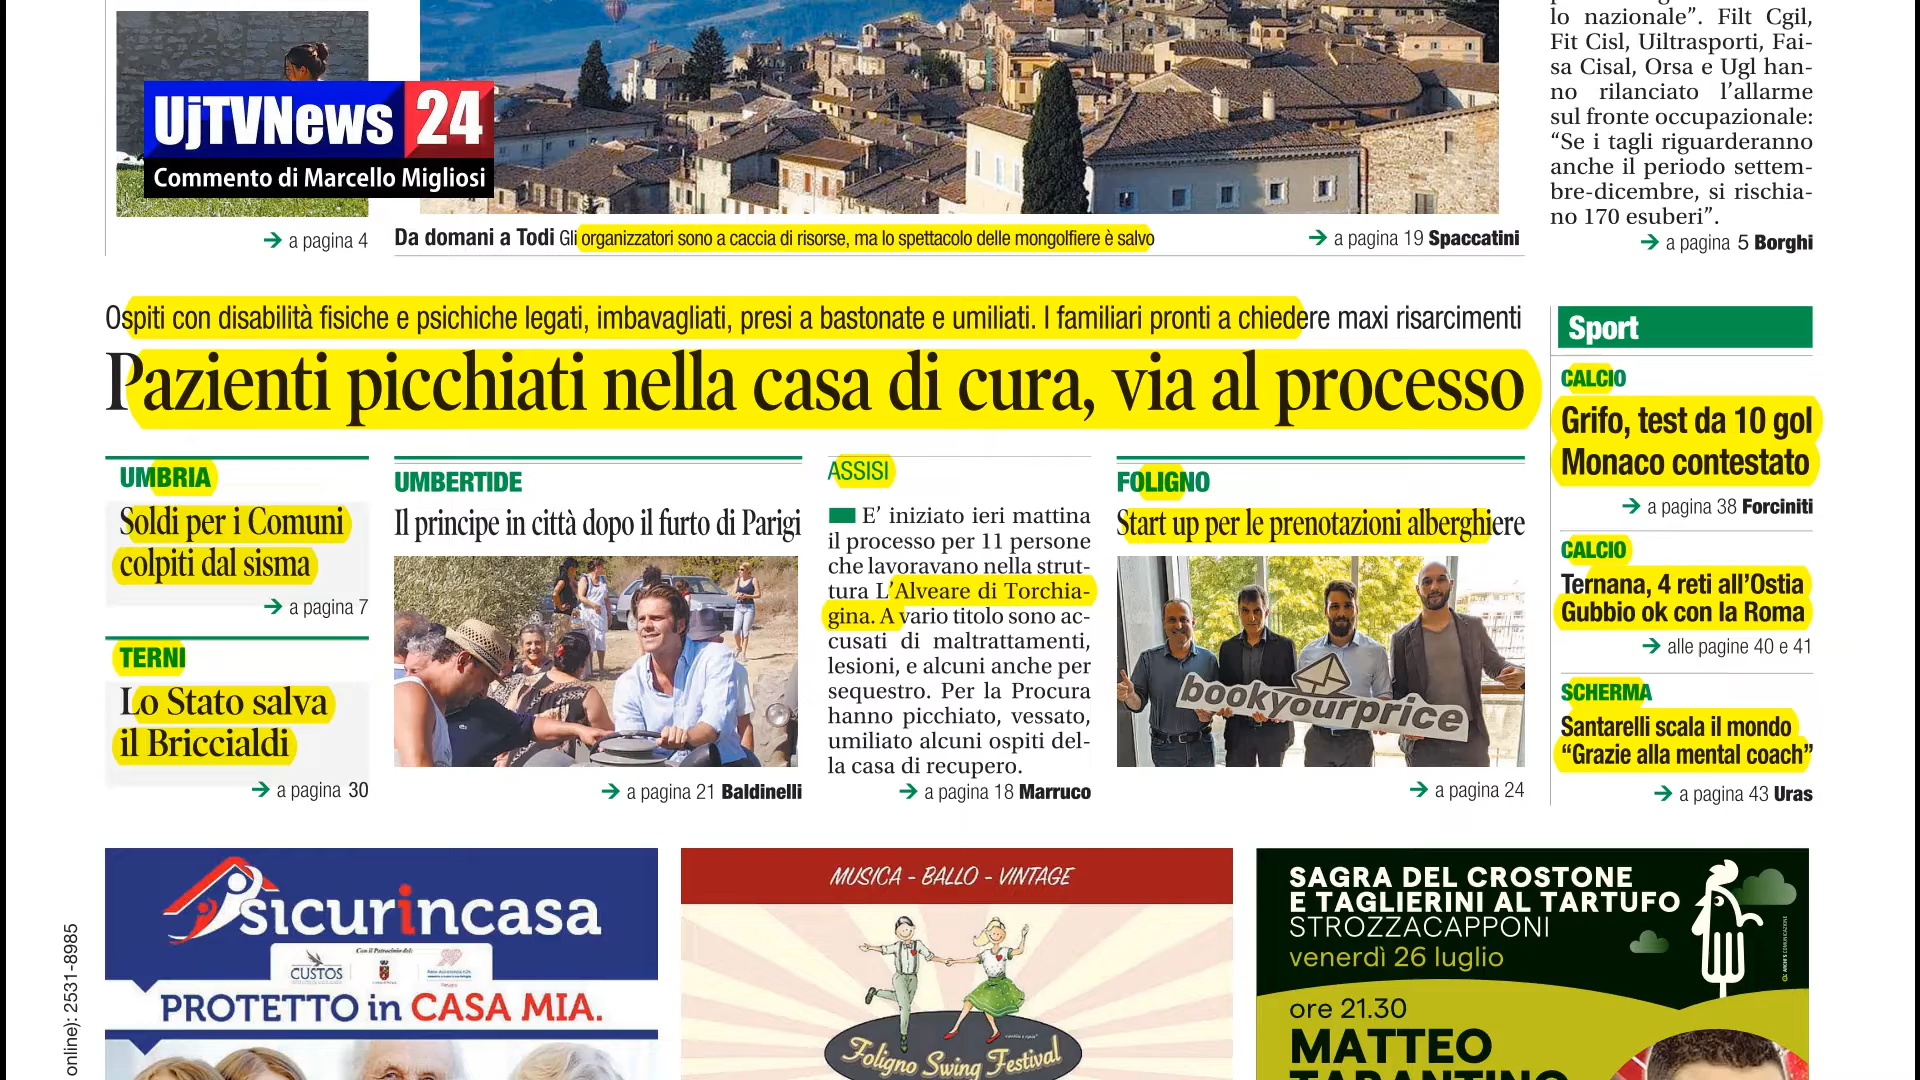 UjTVNews 24
Commento di Marcello Migliosi
a pagina 4
Da domani a Todi Gli organizzatori sono a caccia di risorse, ma lo spettacolo delle mongolfiere è salvo
a pagina 19 Spaccatini
lo nazionale”. Filt Cgil,
Fit Cisl, Uiltrasporti, Fai-
sa Cisal, Orsa e Ugl han-
no rilanciato l’allarme
sul fronte occupazionale:
“Se i tagli riguarderanno
anche il periodo settem-
bre-dicembre, si rischia-
no 170 esuberi”.
a pagina 5 Borghi
Ospiti con disabilità fisiche e psichiche legati, imbavagliati, presi a bastonate e umiliati. I familiari pronti a chiedere maxi risarcimenti
Pazienti picchiati nella casa di cura, via al processo
UMBRIA
Soldi per i Comuni
colpiti dal sisma
a pagina 7
TERNI
Lo Stato salva
il Briccialdi
a pagina 30
UMBERTIDE
Il principe in città dopo il furto di Parigi
a pagina 21 Baldinelli
ASSISI
E’ iniziato ieri mattina
il processo per 11 persone
che lavoravano nella strut-
tura L’Alveare di Torchia-
gina. A vario titolo sono ac-
cusati di maltrattamenti,
lesioni, e alcuni anche per
sequestro. Per la Procura
hanno picchiato, vessato,
umiliato alcuni ospiti del-
la casa di recupero.
a pagina 18 Marruco
FOLIGNO
Start up per le prenotazioni alberghiere
bookyourprice
a pagina 24
Sport
CALCIO
Grifo, test da 10 gol
Monaco contestato
a pagina 38 Forciniti
CALCIO
Ternana, 4 reti all’Ostia
Gubbio ok con la Roma
alle pagine 40 e 41
SCHERMA
Santarelli scala il mondo
“Grazie alla mental coach”
a pagina 43 Uras
online): 2531-8985
sicurincasa
Con il Patrocinio del:
CUSTOS
PROTETTO in CASA MIA.
MUSICA - BALLO - VINTAGE
Foligno Swing Festival
SAGRA DEL CROSTONE
E TAGLIERINI AL TARTUFO
STROZZACAPPONI
venerdì 26 luglio
ore 21.30
MATTEO
TARANTINO